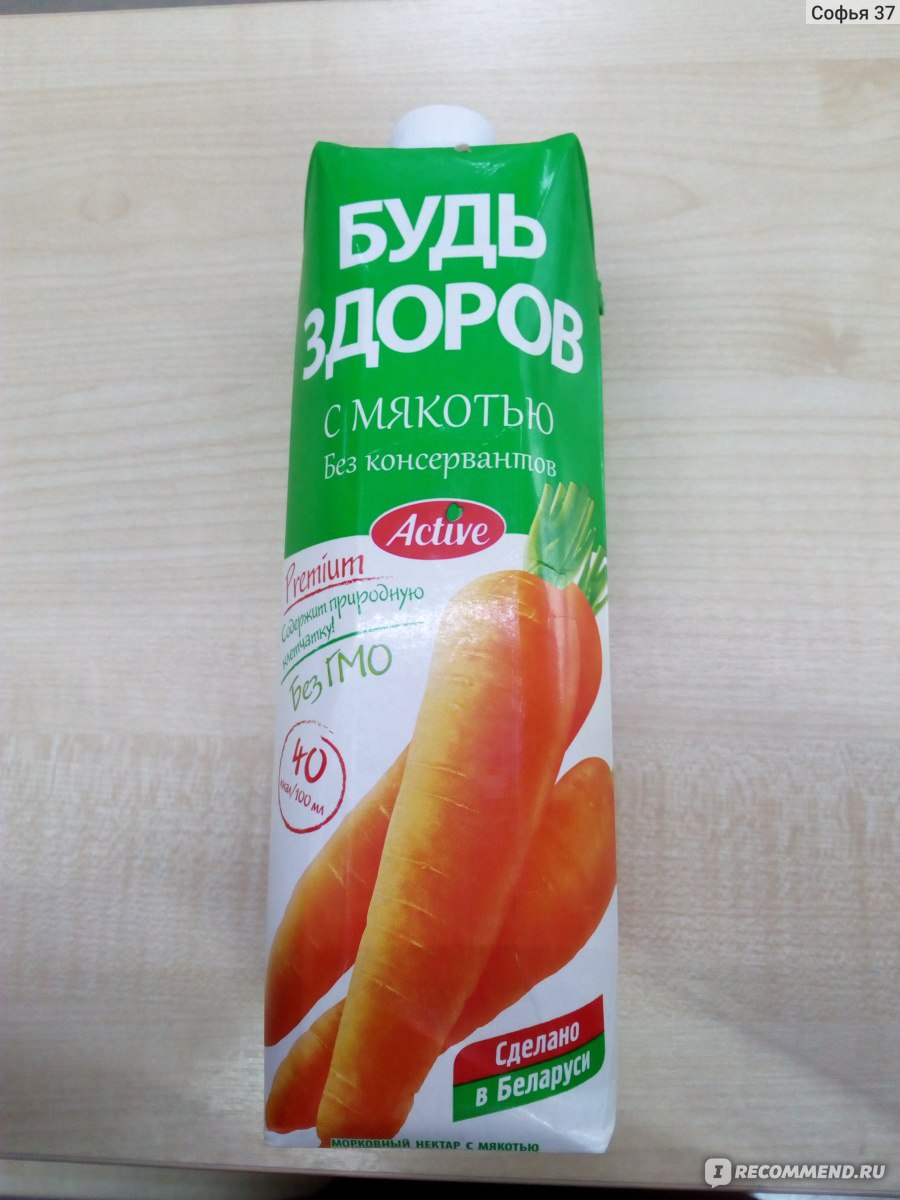 Софья 37
БУДЬ
ЗДОРОВ
С МЯКОТЬЮ
Без консервантов
Active
Premium
Содержит природную
клетчатку!
Без ГМО
40
ккал/100 мл
Сделано
в Беларуси
МОРКОВНЫЙ НЕКТАР С МЯКОТЬЮ
IRECOMMEND.RU